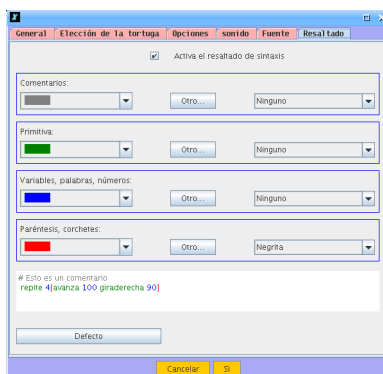 General Elección de la tortuga Opciones sonido Fuente Resaltado
Activa el resaltado de sintaxis
Comentarios:
Otro... Ninguno
Primitiva:
Otro... Ninguno
Variables, palabras, números:
Otro... Ninguno
Paréntesis, corchetes:
Otro... Negrita
# Esto es un comentario
repite 4[avanza 100 giraderecha 90]
Defecto
Cancelar Sì